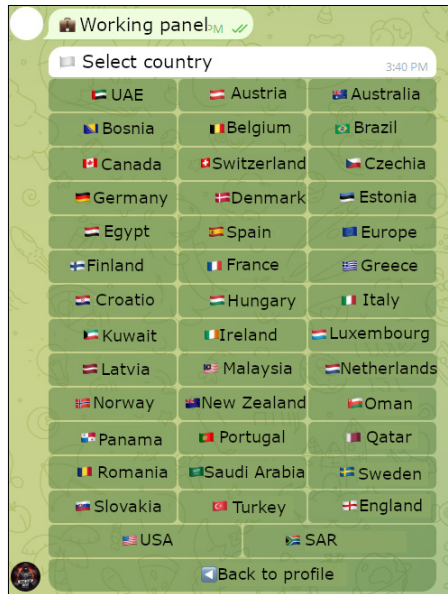 Working panel PM
Select country
3:40 PM
UAE Austria Australia
Bosnia Belgium Brazil
Canada Switzerland Czechia
Germany Denmark Estonia
Egypt Spain Europe
Finland France Greece
Croatio Hungary Italy
Kuwait Ireland Luxembourg
Latvia Malaysia Netherlands
Norway New Zealand Oman
Panama Portugal Qatar
Romania Saudi Arabia Sweden
Slovakia Turkey England
USA SAR
Back to profile